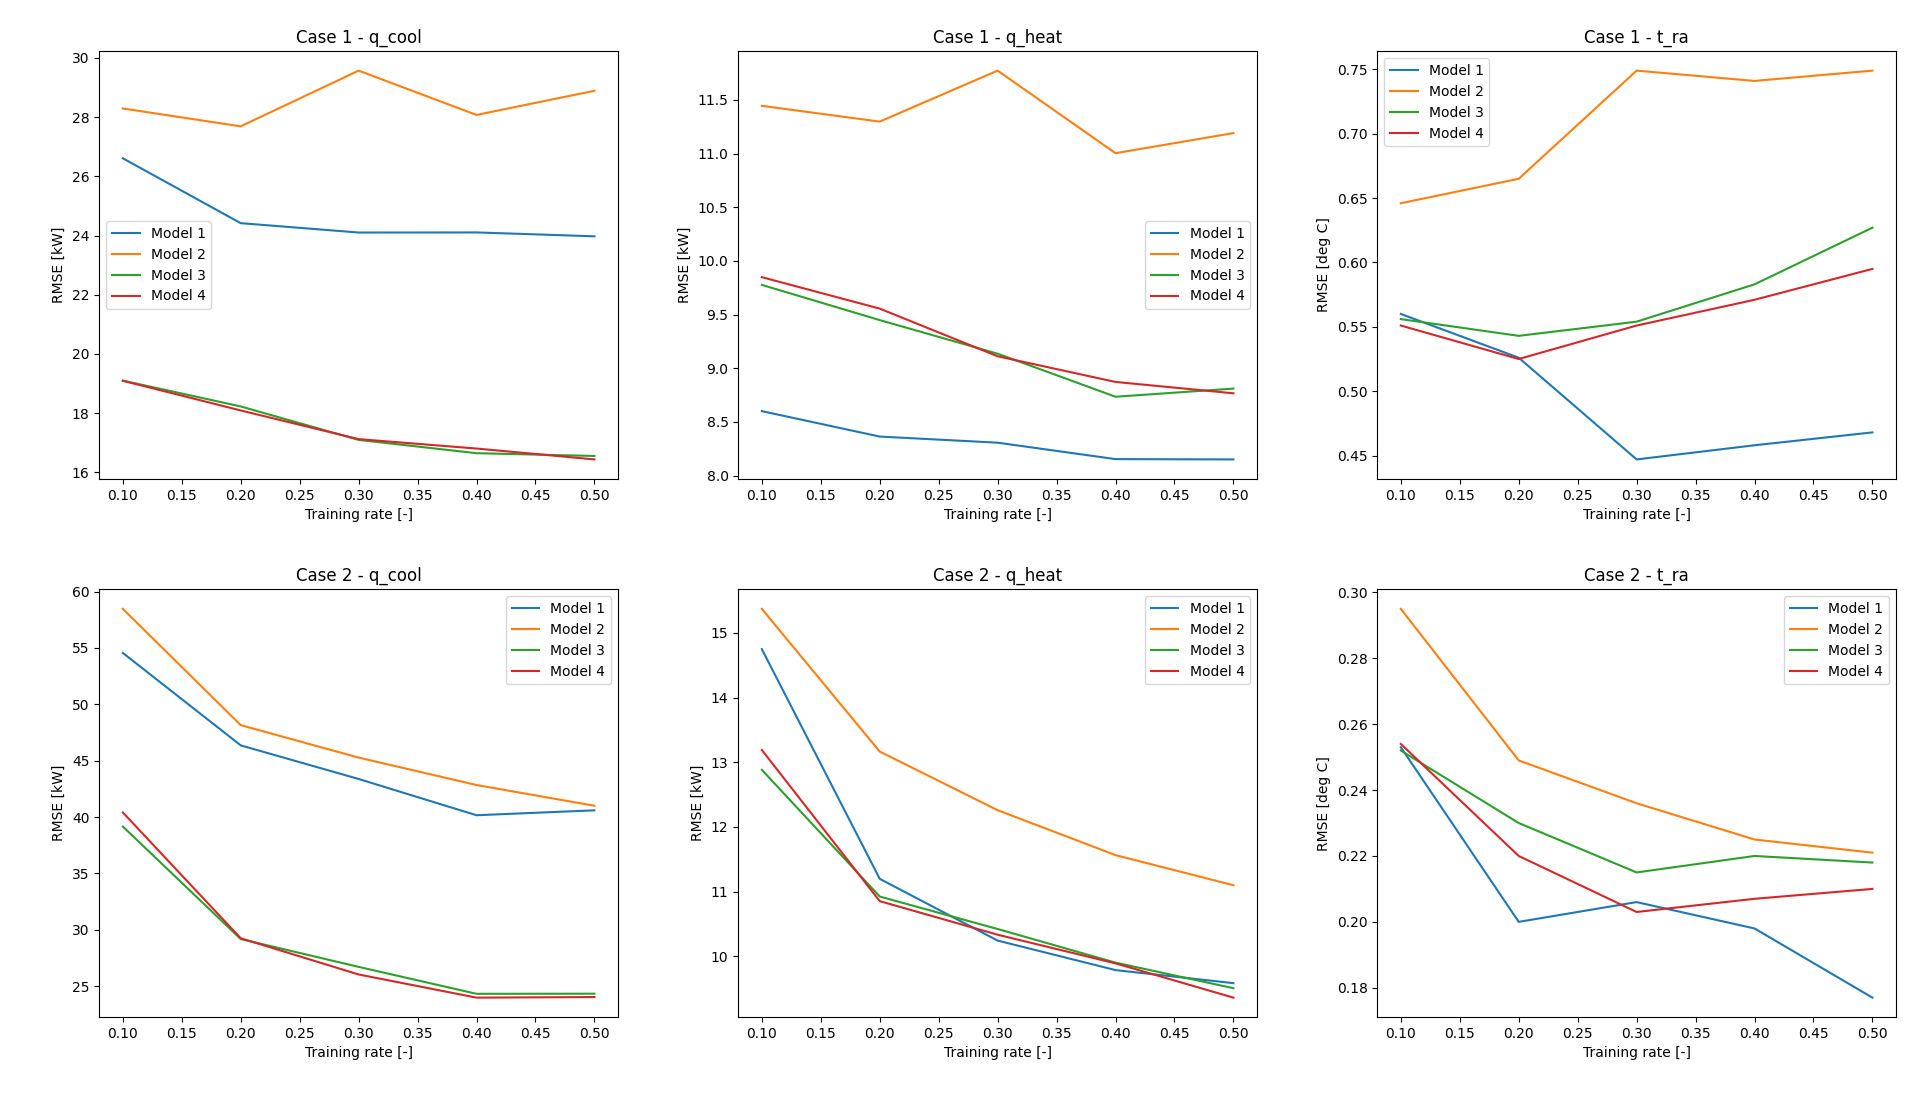 Case 1 - q_cool
30
28
26
24
22
20
18
16
RMSE [kW]
Model 1
Model 2
Model 3
Model 4
0.10 0.15 0.20 0.25 0.30 0.35 0.40 0.45 0.50
Training rate [-]
Case 1 - q_heat
11.5
11.0
10.5
10.0
9.5
9.0
8.5
8.0
RMSE [kW]
Model 1
Model 2
Model 3
Model 4
0.10 0.15 0.20 0.25 0.30 0.35 0.40 0.45 0.50
Training rate [-]
Case 1 - t_ra
0.75
0.70
0.65
0.60
0.55
0.50
0.45
RMSE [deg C]
Model 1
Model 2
Model 3
Model 4
0.10 0.15 0.20 0.25 0.30 0.35 0.40 0.45 0.50
Training rate [-]
Case 2 - q_cool
60
55
50
45
40
35
30
25
RMSE [kW]
Model 1
Model 2
Model 3
Model 4
0.10 0.15 0.20 0.25 0.30 0.35 0.40 0.45 0.50
Training rate [-]
Case 2 - q_heat
15
14
13
12
11
10
RMSE [kW]
Model 1
Model 2
Model 3
Model 4
0.10 0.15 0.20 0.25 0.30 0.35 0.40 0.45 0.50
Training rate [-]
Case 2 - t_ra
0.30
0.28
0.26
0.24
0.22
0.20
0.18
RMSE [deg C]
Model 1
Model 2
Model 3
Model 4
0.10 0.15 0.20 0.25 0.30 0.35 0.40 0.45 0.50
Training rate [-]